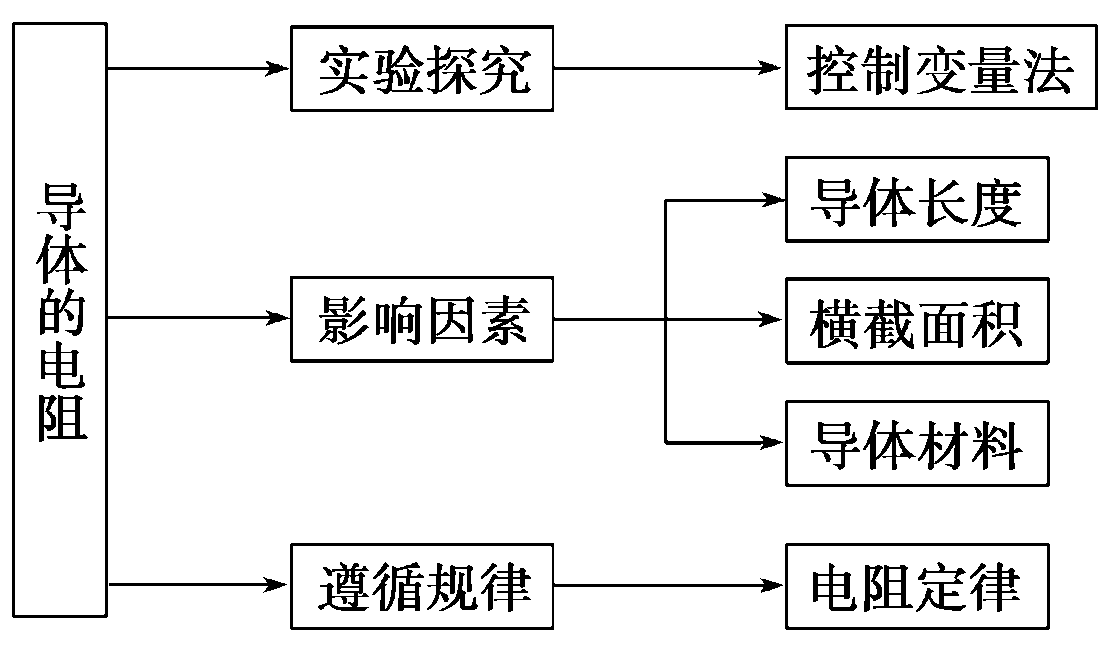 导体的电阻
实验探究
控制变量法
影响因素
导体长度
横截面积
导体材料
遵循规律
电阻定律